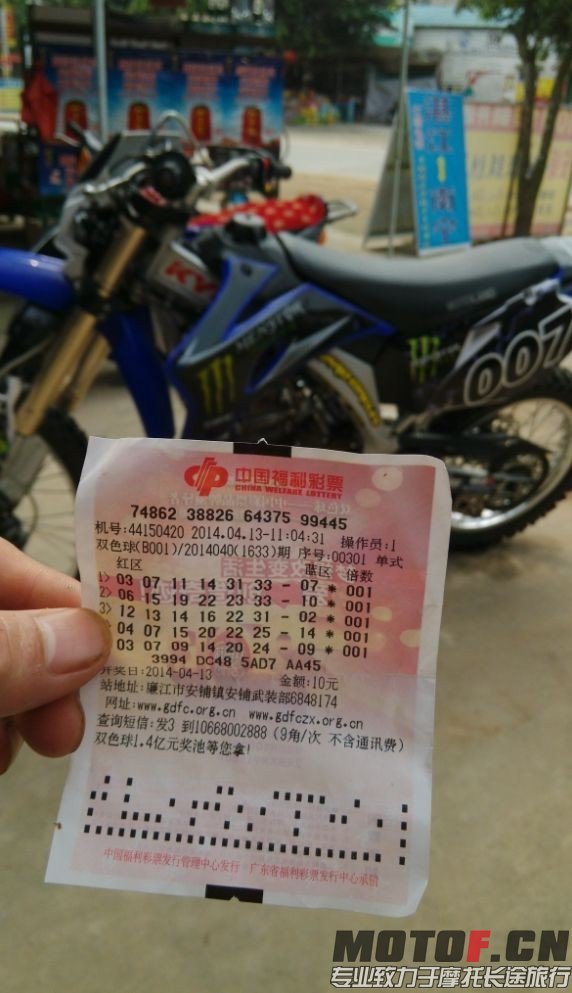 湛江
南宁
KYB
MONSTER
007
中国福利彩票
CHINA WELFARE LOTTERY
74862 38826 64375 99445
机号:44150420 2014.04.13-11:04:31 操作员:1
双色球(B001)/2014040(1633)期 序号:00301 单式
红区 蓝区 倍数
1> 03 07 11 14 31 33 - 07 * 001
2> 06 15 19 22 23 33 - 10 * 001
3> 12 13 14 16 22 31 - 02 * 001
04 07 15 20 22 25 - 14 * 001
03 07 09 14 20 24 - 09 * 001
3994 DC48 5AD7 AA45
开奖日:2014-04-13 金额:10元
站地址:廉江市安铺镇安铺武装部6848174
网址:www.gdfc.org.cn www.gdfczx.org.cn
查询短信:发3 到10668002888(9角/次 不含通讯费)
双色球1.4亿元奖池等您拿!
中国福利彩票发行管理中心发行 广东省福利彩票发行中心承销
MOTOF.CN
专业致力于摩托长途旅行